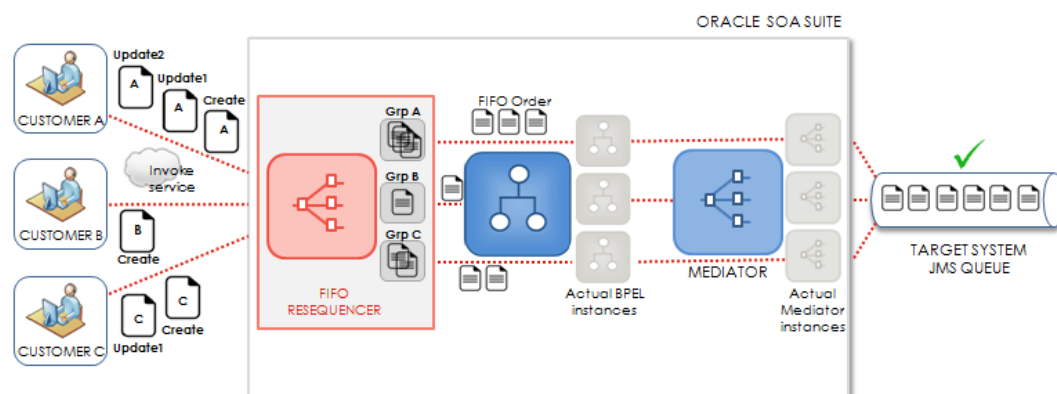 ORACLE SOA SUITE
Update2
A
Update1
A
Create
A
CUSTOMER A
Invoke
service
CUSTOMER B
B
Create
CUSTOMER C
C
Update1
C
Create
Grp A
Grp B
Grp C
FIFO
RESEQUENCER
FIFO Order
Actual BPEL
instances
MEDIATOR
Actual
Mediator
instances
TARGET SYSTEM
JMS QUEUE